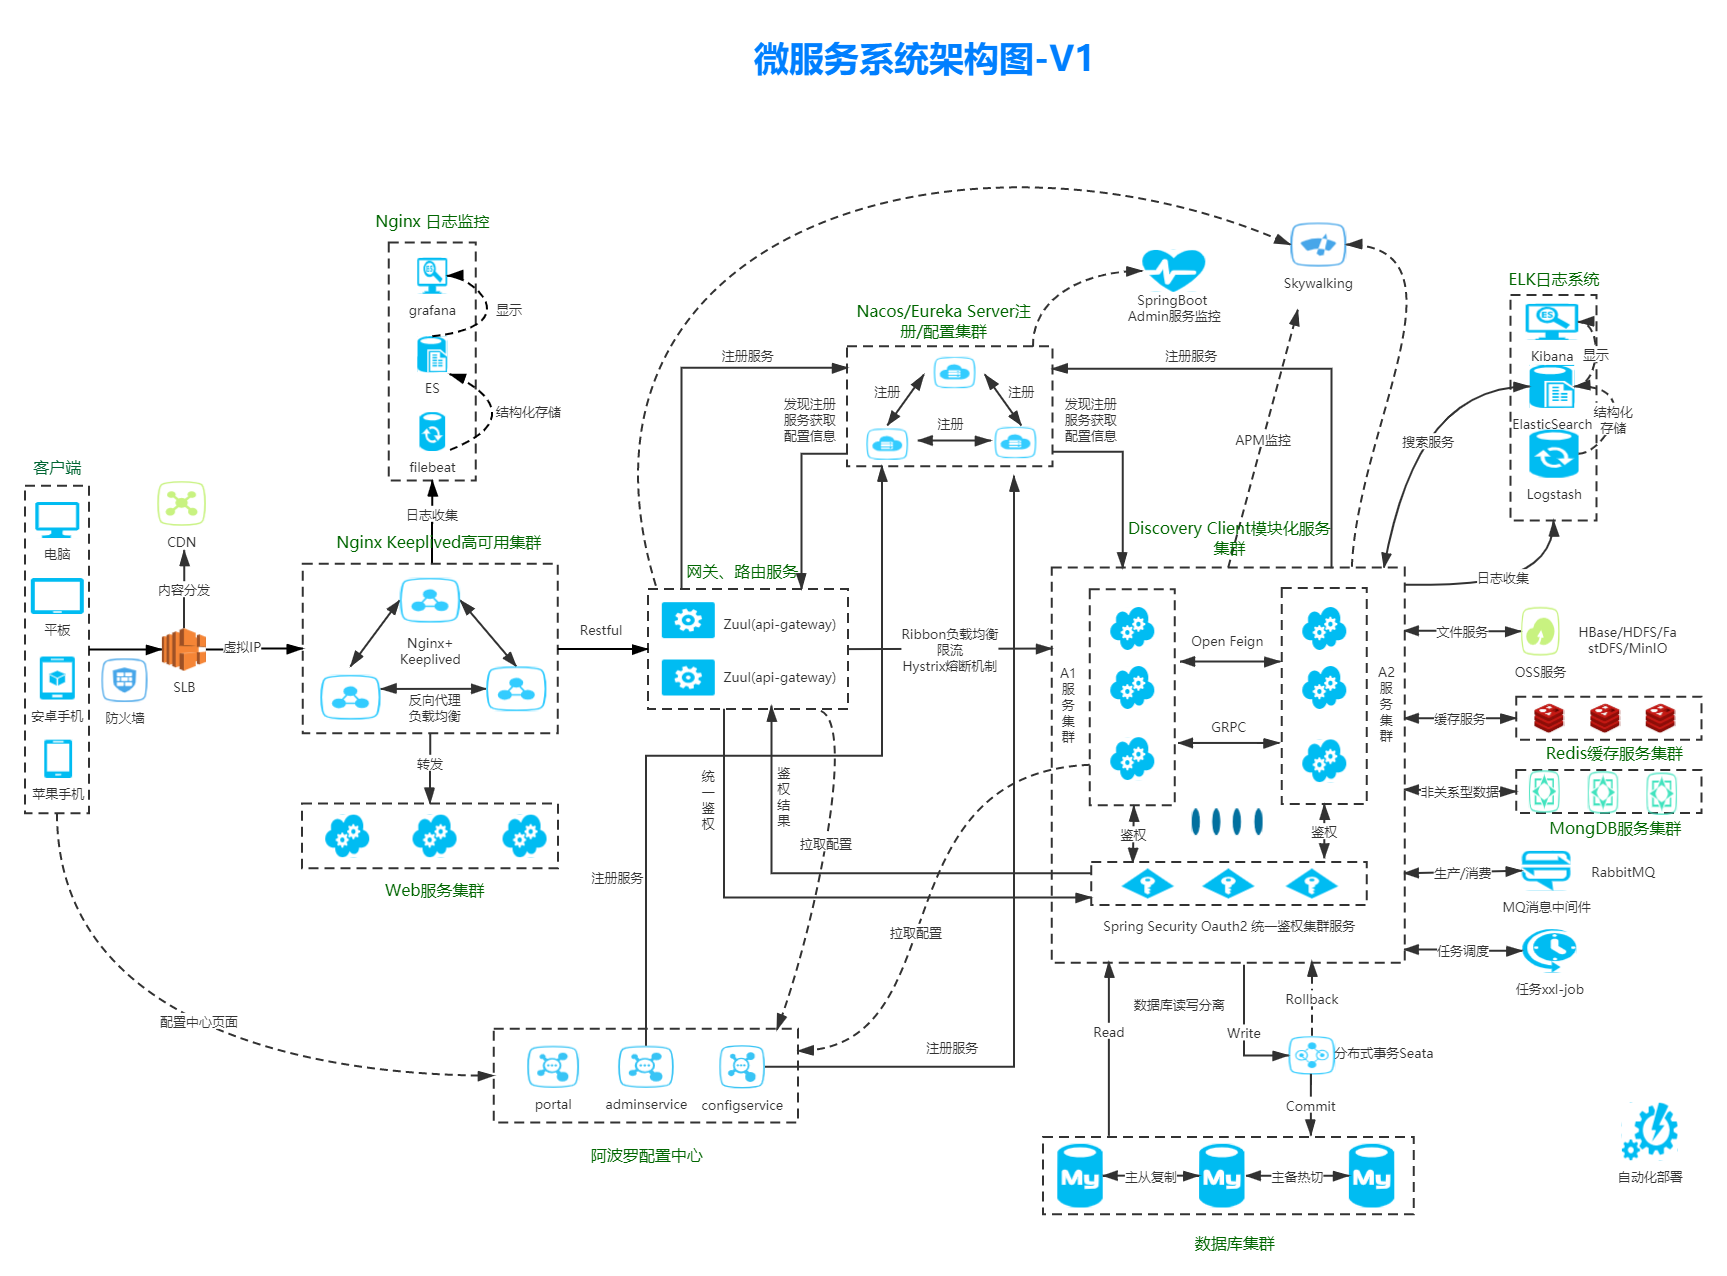 微服务系统架构图-V1
Nginx 日志监控
grafana
显示
ES
结构化存储
filebeat
日志收集
客户端
电脑
平板
安卓手机
苹果手机
防火墙
CDN
内容分发
SLB
虚拟IP
Nginx Keeplived高可用集群
Nginx+
Keeplived
反向代理
负载均衡
转发
Web服务集群
Restful
网关、路由服务
Zuul(api-gateway)
Zuul(api-gateway)
注册服务
发现注册
服务获取
配置信息
Nacos/Eureka Server注
册/配置集群
注册
注册
注册
发现注册
服务获取
配置信息
注册服务
SpringBoot
Admin服务监控
Skywalking
APM监控
Ribbon负载均衡
限流
Hystrix熔断机制
统一鉴权
鉴权结果
拉取配置
拉取配置
注册服务
注册服务
配置中心页面
portal
adminservice
configservice
阿波罗配置中心
Discovery Client模块化服务
集群
A1服务集群
Open Feign
GRPC
A2服务集群
鉴权
鉴权
Spring Security Oauth2 统一鉴权集群服务
搜索服务
ELK日志系统
Kibana
显示
ElasticSearch
结构化
存储
Logstash
日志收集
文件服务
OSS服务
HBase/HDFS/Fa
stDFS/MinIO
缓存服务
Redis缓存服务集群
非关系型数据
MongDB服务集群
生产/消费
RabbitMQ
MQ消息中间件
任务调度
任务xxl-job
数据库读写分离
Read
Write
Rollback
分布式事务Seata
Commit
My
主从复制
My
主备热切
My
数据库集群
自动化部署